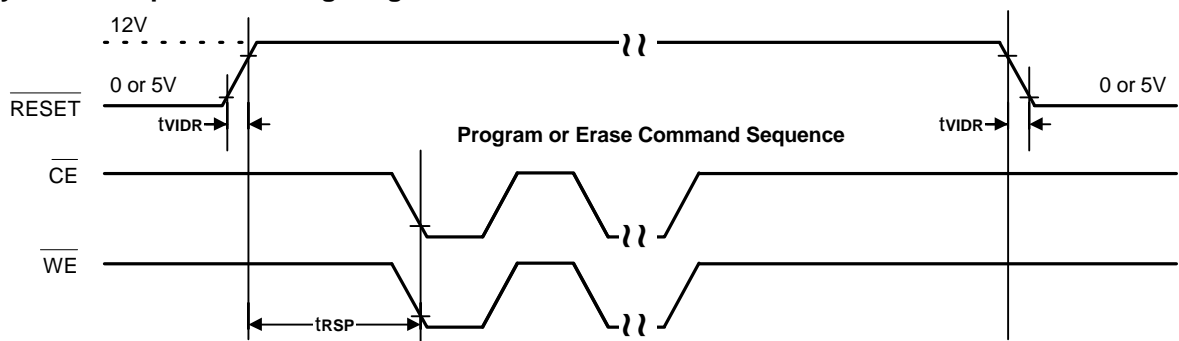 12V
0 or 5V
0 or 5V
RESET
tVIDR
tVIDR
Program or Erase Command Sequence
CE
WE
tRSP